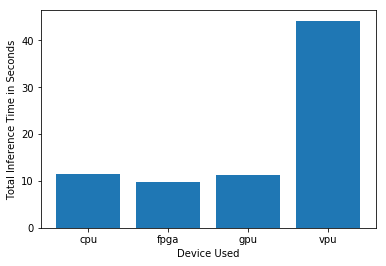 Total Inference Time in Seconds
40
30
20
10
0
cpu fpga gpu vpu
Device Used